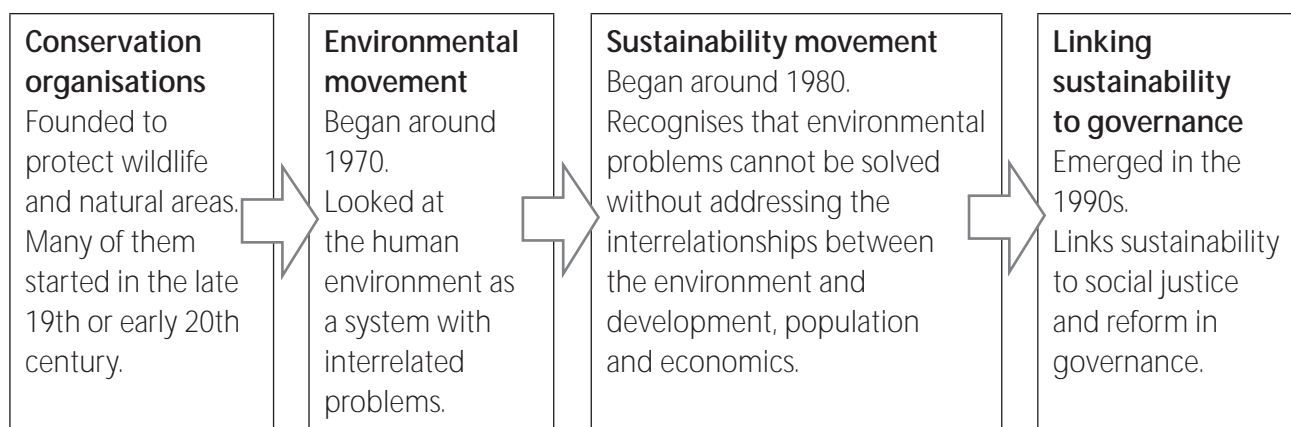 Conservation
organisations
Founded to
protect wildlife
and natural areas.
Many of them
started in the late
19th or early 20th
century.
Environmental
movement
Began around
1970.
Looked at
the human
environment as
a system with
interrelated
problems.
Sustainability movement
Began around 1980.
Recognises that environmental
problems cannot be solved
without addressing the
interrelationships between
the environment and
development, population
and economics.
Linking
sustainability
to governance
Emerged in the
1990s.
Links sustainability
to social justice
and reform in
governance.